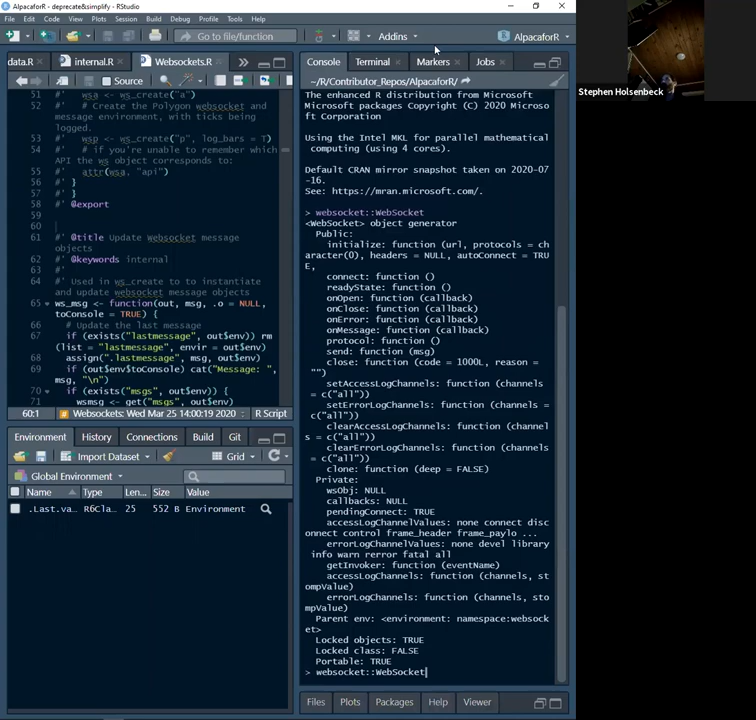 AlpacaforR - deprecate&simplify - RStudio
File Edit Code View Plots Session Build Debug Profile Tools Help
Go to file/function
Addins
AlpacaforR
data.R
internal.R
Websockets.R
Source
51 #' wsa <- ws_create("a")
52 #' # Create the Polygon websocket and message environment, with ticks being logged.
53 #' wsp <- ws_create("p", log_bars = T)
54 #' # if you're unable to remember which API the ws object corresponds to:
55 #' attr(wsa, "api")
56 #' }
57 #' }
58 #' @export
59
60
61 #' @title Update Websocket message objects
62 #' @keywords internal
63 #'
64 #' Used in ws_create to to instantiate and update websocket message objects
65 ws_msg <- function(out, msg, .o = NULL, toConsole = TRUE) {
66 # Update the last message
67 if (exists("lastmessage", out$env)) rm(list = "lastmessage", envir = out$env)
68 assign(".lastmessage", msg, out$env)
69 if (out$env$toConsole) cat("Message: ", msg, "\n")
70 if (exists("msgs", out$env)) {
71 wsmsg <- get("msgs", out$env)
60:1
Websockets: Wed Mar 25 14:00:19 2020
R Script
Environment History Connections Build Git
Import Dataset
Grid
Global Environment
Name Type Len... Size Value
.Last.va... R6Cla... 25 552 B Environment
Console Terminal Markers Jobs
~/R/Contributor_Repos/AlpacaforR/
The enhanced R distribution from Microsoft
Microsoft packages Copyright (C) 2020 Microso
ft Corporation
Using the Intel MKL for parallel mathematical
computing (using 4 cores).
Default CRAN mirror snapshot taken on 2020-07
-16.
See: https://mran.microsoft.com/.
> websocket::WebSocket
<WebSocket> object generator
Public:
initialize: function (url, protocols = ch
aracter(0), headers = NULL, autoConnect = TRU
E,
connect: function ()
readyState: function ()
onOpen: function (callback)
onClose: function (callback)
onError: function (callback)
onMessage: function (callback)
protocol: function ()
send: function (msg)
close: function (code = 1000L, reason =
"")
setAccessLogChannels: function (channels
= c("all"))
setErrorLogChannels: function (channels =
c("all"))
clearAccessLogChannels: function (channel
s = c("all"))
clearErrorLogChannels: function (channels
= c("all"))
clone: function (deep = FALSE)
Private:
wsObj: NULL
callbacks: NULL
pendingConnect: TRUE
accessLogChannelValues: none connect disc
onnect control frame_header frame_paylo ...
errorLogChannelValues: none devel library
info warn rerror fatal all
getInvoker: function (eventName)
accessLogChannels: function (channels, st
ompValue)
errorLogChannels: function (channels, sto
mpValue)
Parent env: <environment: namespace:websock
et>
Locked objects: TRUE
Locked class: FALSE
Portable: TRUE
> websocket::WebSocket
Files Plots Packages Help Viewer
Stephen Holsenbeck